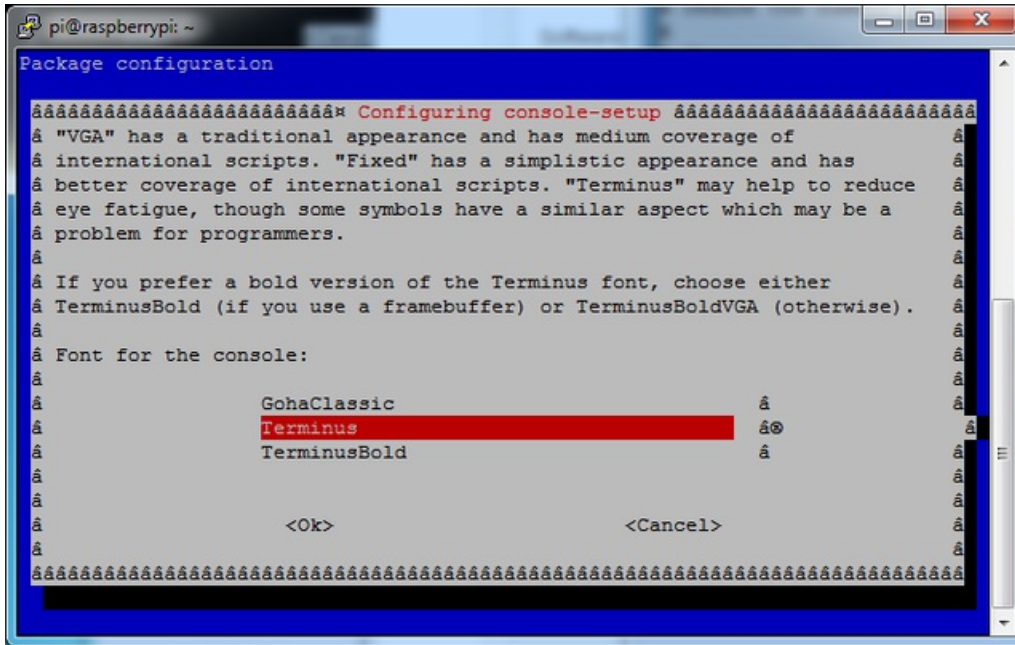 pi@raspberrypi: ~
Package configuration
âââââââââââââââââââââââââ¤ Configuring console-setup âââââââââââââââââââââââââ
â "VGA" has a traditional appearance and has medium coverage of â
â international scripts. "Fixed" has a simplistic appearance and has â
â better coverage of international scripts. "Terminus" may help to reduce â
â eye fatigue, though some symbols have a similar aspect which may be a â
â problem for programmers. â
â â
â If you prefer a bold version of the Terminus font, choose either â
â TerminusBold (if you use a framebuffer) or TerminusBoldVGA (otherwise). â
â â
â Font for the console: â
â â
â GohaClassic â â
â Terminus â® â
â TerminusBold â â
â â
â â
â <Ok> <Cancel> â
â â
âââââââââââââââââââââââââââââââââââââââââââââââââââââââââââââââââââââââââââââ